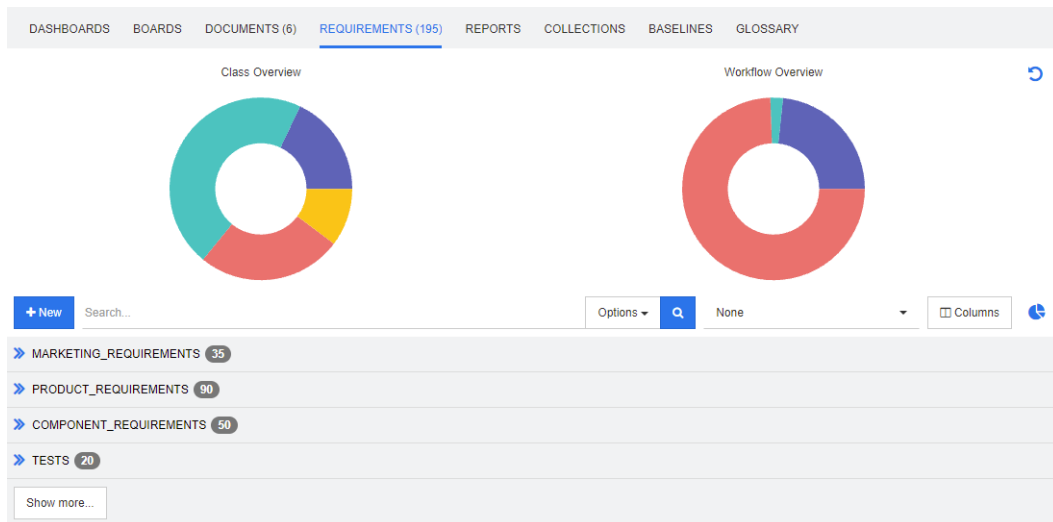 DASHBOARDS BOARDS DOCUMENTS (6) REQUIREMENTS (195) REPORTS COLLECTIONS BASELINES GLOSSARY
Class Overview Workflow Overview
+ New Search... Options None Columns
MARKETING_REQUIREMENTS 35
PRODUCT_REQUIREMENTS 90
COMPONENT_REQUIREMENTS 50
TESTS 20
Show more...